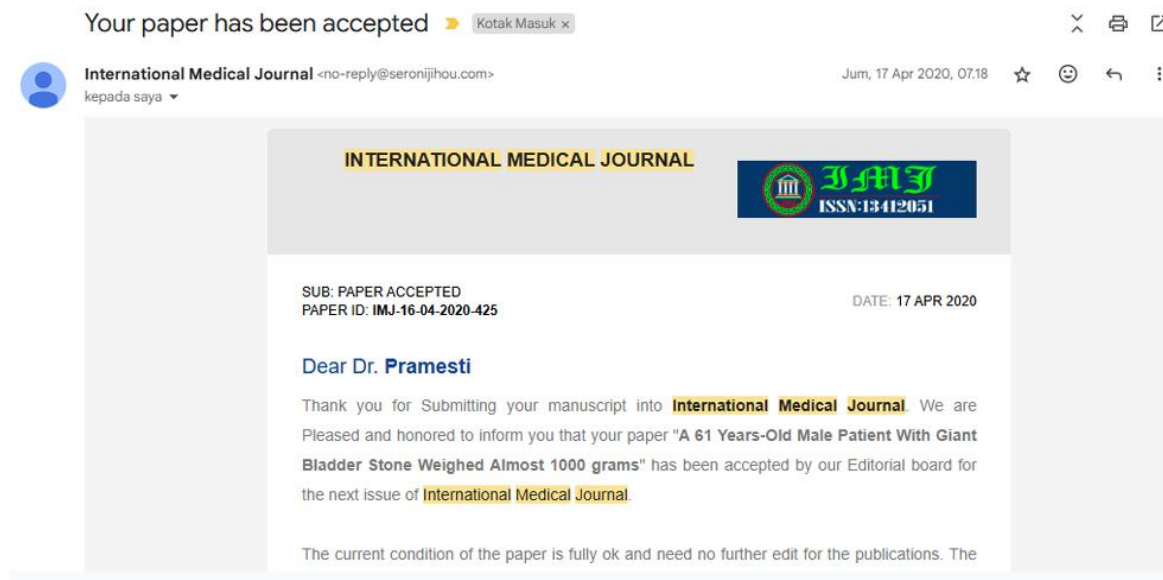 Your paper has been accepted Kotak Masuk ×
International Medical Journal <no-reply@seronijihou.com> Jum, 17 Apr 2020, 07.18
kepada saya
INTERNATIONAL MEDICAL JOURNAL
IMJ
ISSN:13412051
SUB: PAPER ACCEPTED
PAPER ID: IMJ-16-04-2020-425
DATE: 17 APR 2020
Dear Dr. Pramesti
Thank you for Submitting your manuscript into International Medical Journal. We are
Pleased and honored to inform you that your paper "A 61 Years-Old Male Patient With Giant
Bladder Stone Weighed Almost 1000 grams" has been accepted by our Editorial board for
the next issue of International Medical Journal.
The current condition of the paper is fully ok and need no further edit for the publications. The